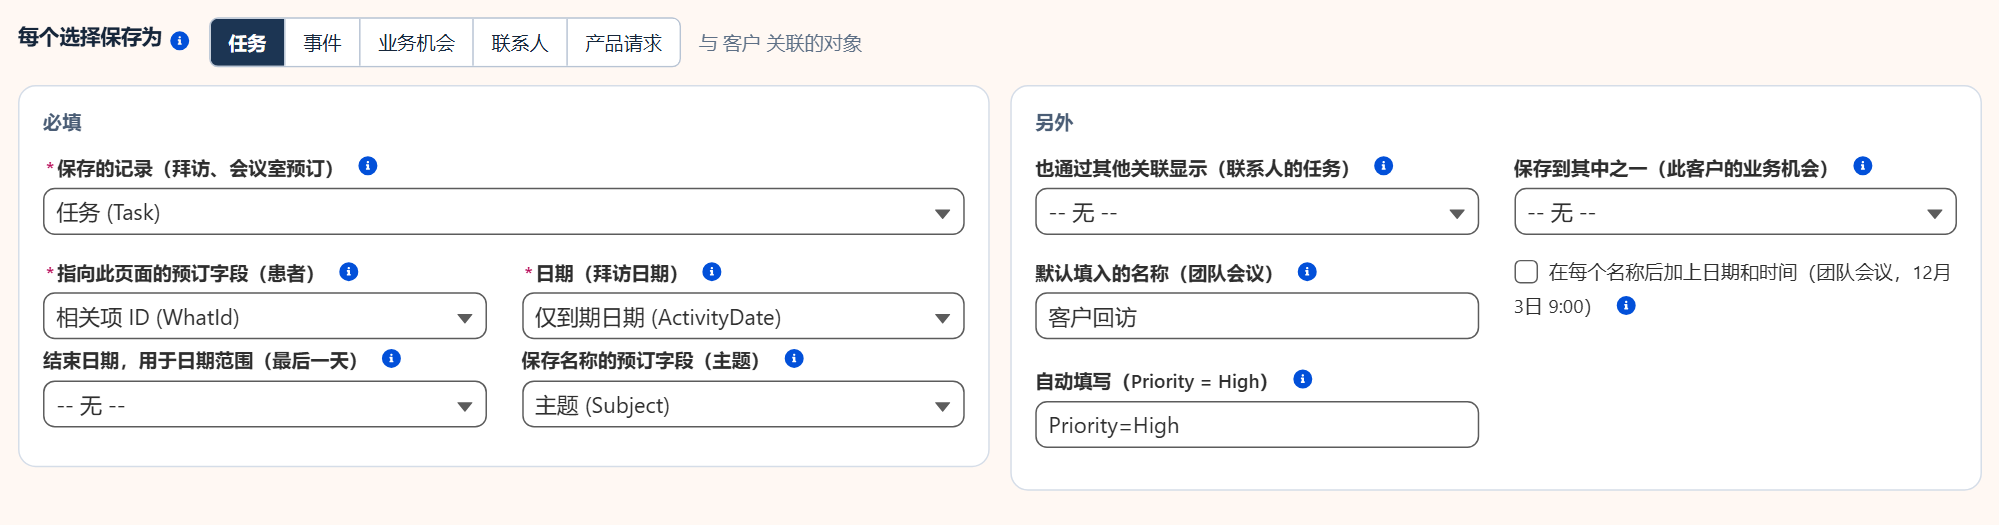 每个选择保存为
任务 事件 业务机会 联系人 产品请求 与 客户 关联的对象
必填
*保存的记录（拜访、会议室预订）
任务 (Task)
*指向此页面的预订字段（患者） *日期（拜访日期）
相关项 ID (WhatId) 仅到期日期 (ActivityDate)
结束日期，用于日期范围（最后一天） 保存名称的预订字段（主题）
-- 无 -- 主题 (Subject)
另外
也通过其他关联显示（联系人的任务） 保存到其中之一（此客户的业务机会）
-- 无 -- -- 无 --
默认填入的名称（团队会议）
客户回访
在每个名称后加上日期和时间（团队会议，12月
3日 9:00）
自动填写（Priority = High）
Priority=High